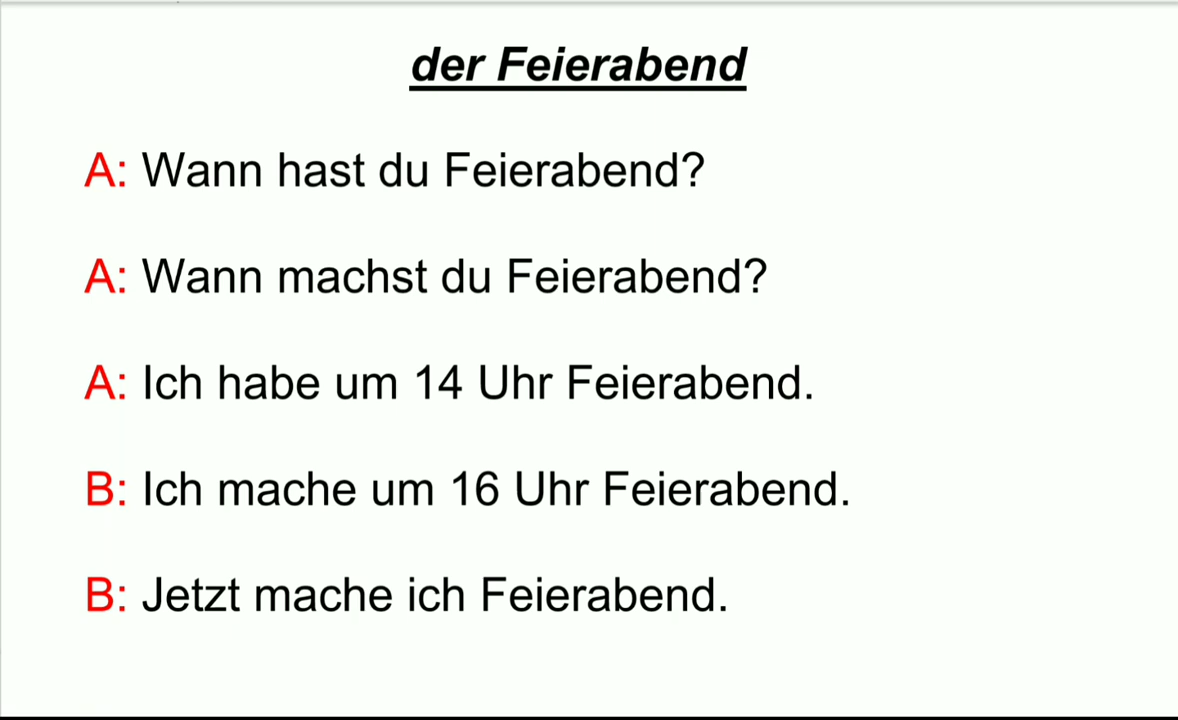 der Feierabend
A: Wann hast du Feierabend?
A: Wann machst du Feierabend?
A: Ich habe um 14 Uhr Feierabend.
B: Ich mache um 16 Uhr Feierabend.
B: Jetzt mache ich Feierabend.